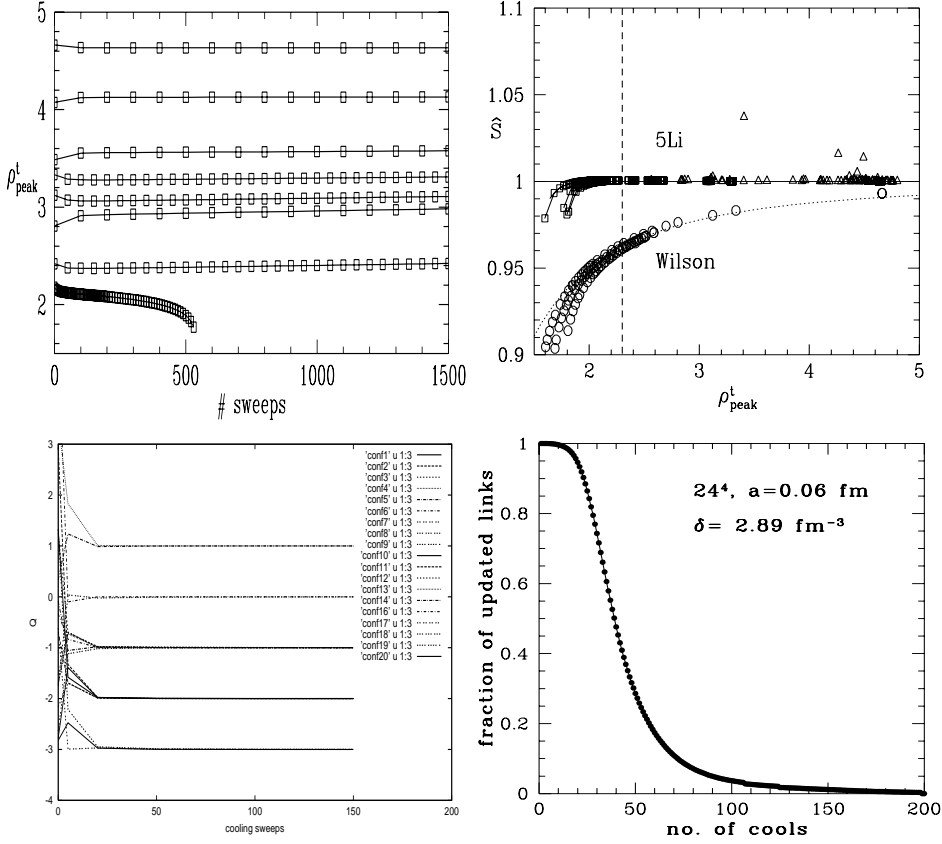 5
4
ρ^t_peak
3
2
0
500
1000
1500
# sweeps
1.1
1.05
Ŝ
5Li
1
0.95
Wilson
0.9
2
3
4
5
ρ^t_peak
3
2
1
0
Q
-1
-2
-3
-4
'conf1' u 1:3
'conf2' u 1:3
'conf3' u 1:3
'conf4' u 1:3
'conf5' u 1:3
'conf6' u 1:3
'conf7' u 1:3
'conf8' u 1:3
'conf9' u 1:3
'conf10' u 1:3
'conf11' u 1:3
'conf12' u 1:3
'conf13' u 1:3
'conf14' u 1:3
'conf16' u 1:3
'conf17' u 1:3
'conf18' u 1:3
'conf19' u 1:3
'conf20' u 1:3
0
50
100
150
200
cooling sweeps
1
0.8
0.6
0.4
0.2
0
fraction of updated links
24⁴, a=0.06 fm
δ= 2.89 fm⁻³
0
50
100
150
200
no. of cools